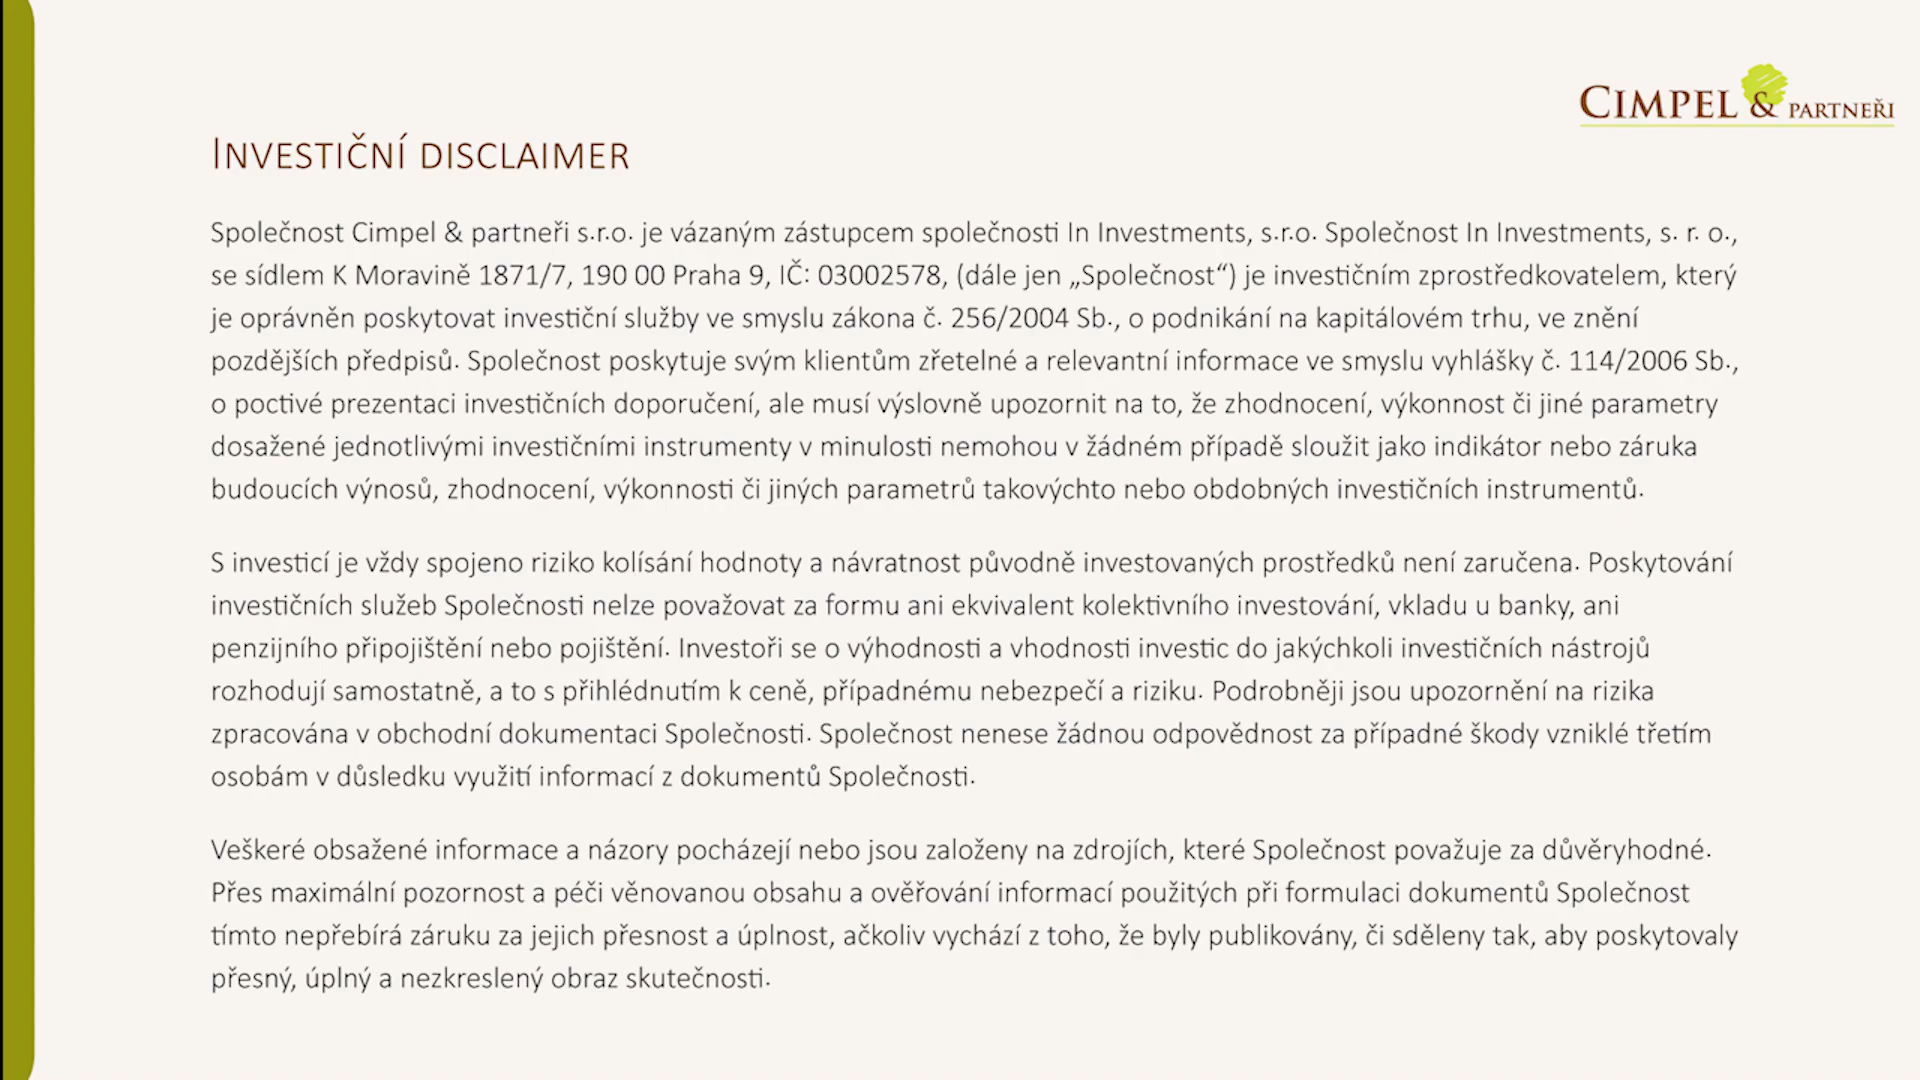 CIMPEL & PARTNEŘI
INVESTIČNÍ DISCLAIMER
Společnost Cimpel & partneři s.r.o. je vázaným zástupcem společnosti In Investments, s.r.o. Společnost In Investments, s. r. o.,
se sídlem K Moravině 1871/7, 190 00 Praha 9, IČ: 03002578, (dále jen „Společnost“) je investičním zprostředkovatelem, který
je oprávněn poskytovat investiční služby ve smyslu zákona č. 256/2004 Sb., o podnikání na kapitálovém trhu, ve znění
pozdějších předpisů. Společnost poskytuje svým klientům zřetelné a relevantní informace ve smyslu vyhlášky č. 114/2006 Sb.,
o poctivé prezentaci investičních doporučení, ale musí výslovně upozornit na to, že zhodnocení, výkonnost či jiné parametry
dosažené jednotlivými investičními instrumenty v minulosti nemohou v žádném případě sloužit jako indikátor nebo záruka
budoucích výnosů, zhodnocení, výkonnosti či jiných parametrů takovýchto nebo obdobných investičních instrumentů.
S investicí je vždy spojeno riziko kolísání hodnoty a návratnost původně investovaných prostředků není zaručena. Poskytování
investičních služeb Společnosti nelze považovat za formu ani ekvivalent kolektivního investování, vkladu u banky, ani
penzijního připojištění nebo pojištění. Investoři se o výhodnosti a vhodnosti investic do jakýchkoli investičních nástrojů
rozhodují samostatně, a to s přihlédnutím k ceně, případnému nebezpečí a riziku. Podrobněji jsou upozornění na rizika
zpracována v obchodní dokumentaci Společnosti. Společnost nenese žádnou odpovědnost za případné škody vzniklé třetím
osobám v důsledku využití informací z dokumentů Společnosti.
Veškeré obsažené informace a názory pocházejí nebo jsou založeny na zdrojích, které Společnost považuje za důvěryhodné.
Přes maximální pozornost a péči věnovanou obsahu a ověřování informací použitých při formulaci dokumentů Společnost
tímto nepřebírá záruku za jejich přesnost a úplnost, ačkoliv vychází z toho, že byly publikovány, či sděleny tak, aby poskytovaly
přesný, úplný a nezkreslený obraz skutečnosti.